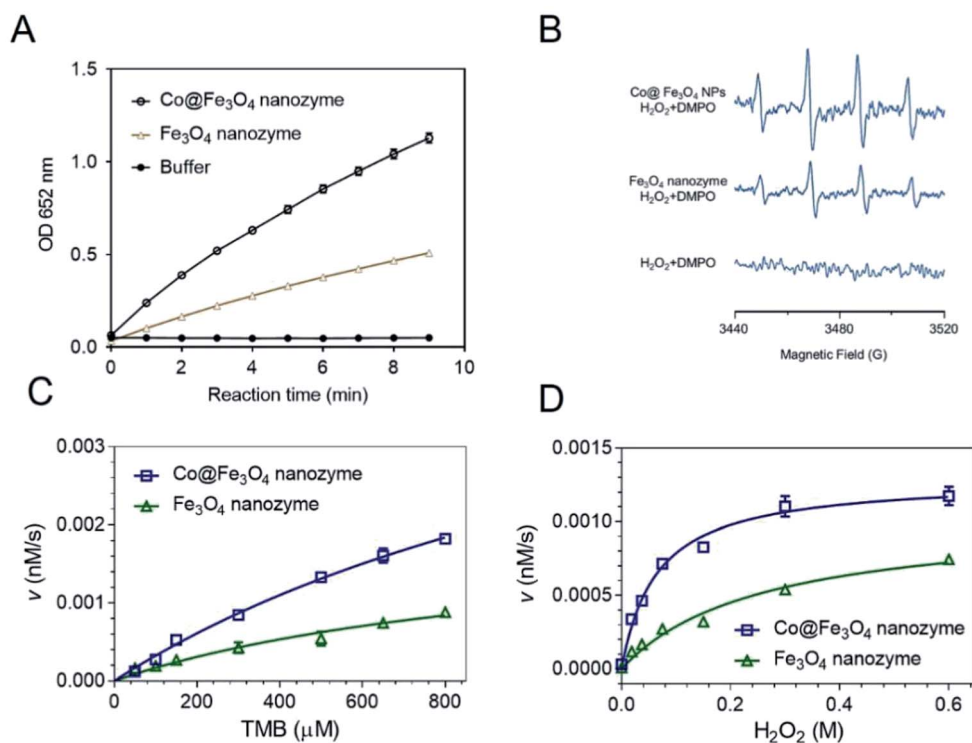 A
OD 652 nm
1.5
1.0
0.5
0.0
Co@Fe₃O₄ nanozyme
Fe₃O₄ nanozyme
Buffer
0 2 4 6 8 10
Reaction time (min)
B
Co@ Fe₃O₄ NPs
H₂O₂+DMPO
Fe₃O₄ nanozyme
H₂O₂+DMPO
H₂O₂+DMPO
3440 3480 3520
Magnetic Field (G)
C
v (nM/s)
0.003
0.002
0.001
0.000
Co@Fe₃O₄ nanozyme
Fe₃O₄ nanozyme
0 200 400 600 800
TMB (μM)
D
v (nM/s)
0.0015
0.0010
0.0005
0.0000
Co@Fe₃O₄ nanozyme
Fe₃O₄ nanozyme
0.0 0.2 0.4 0.6
H₂O₂ (M)